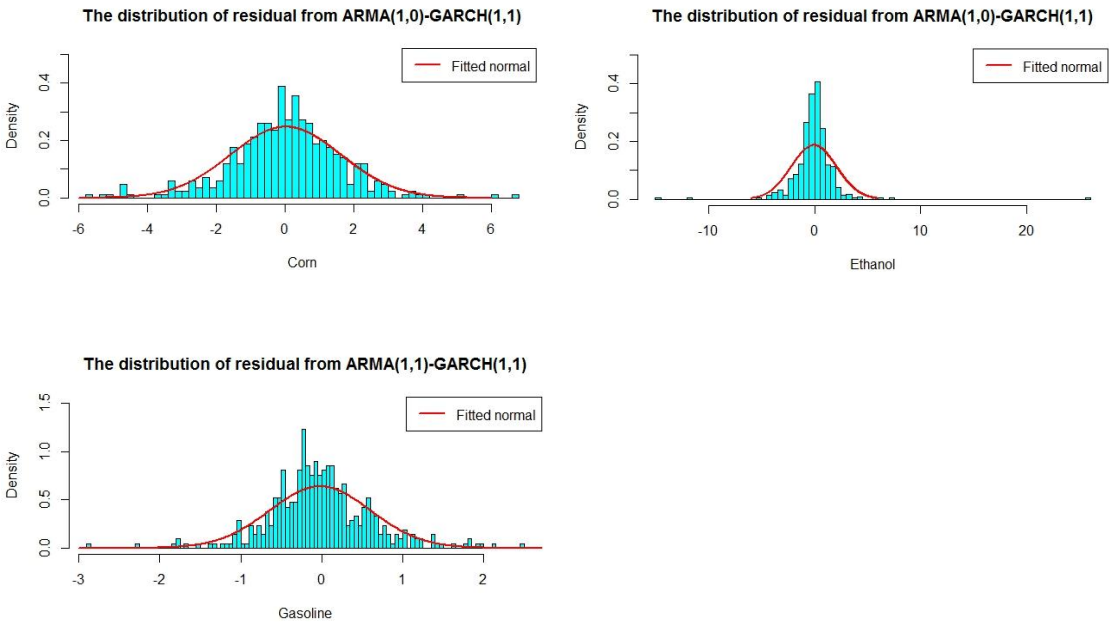 The distribution of residual from ARMA(1,0)-GARCH(1,1)
Fitted normal
Density
0.0
0.2
0.4
-6
-4
-2
0
2
4
6
Corn
The distribution of residual from ARMA(1,0)-GARCH(1,1)
Fitted normal
Density
0.0
0.2
0.4
-10
0
10
20
Ethanol
The distribution of residual from ARMA(1,1)-GARCH(1,1)
Fitted normal
Density
0.0
0.5
1.0
1.5
-3
-2
-1
0
1
2
Gasoline